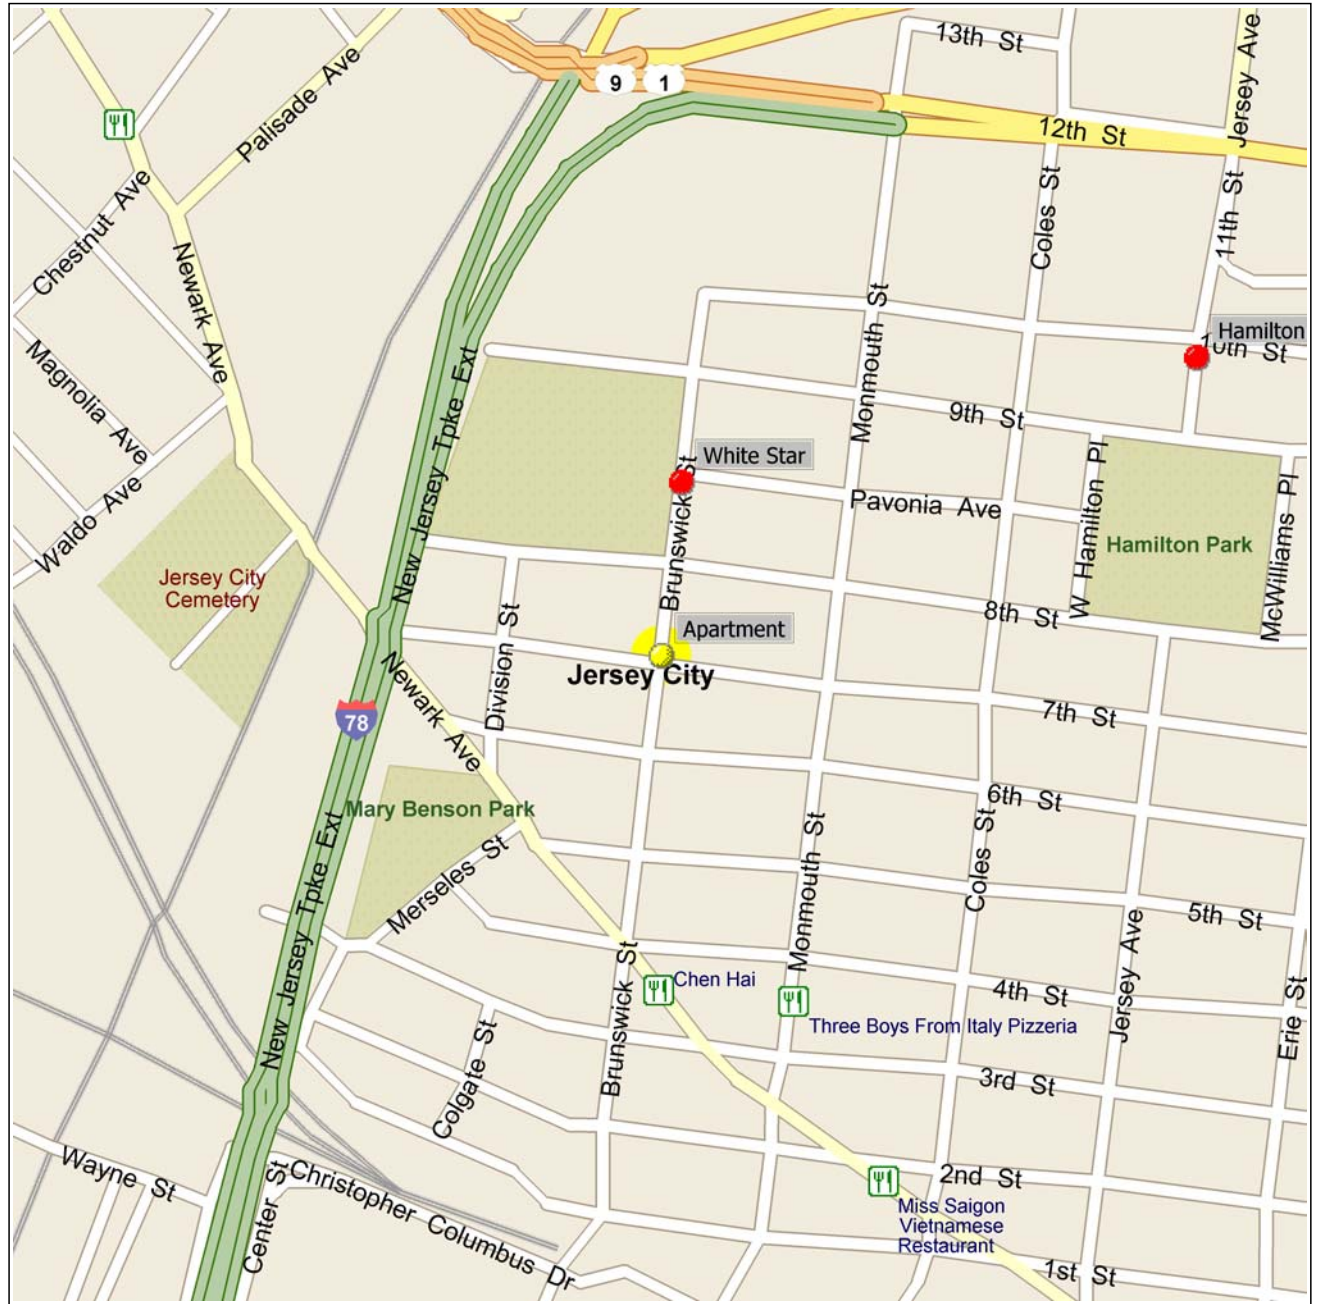 13th St
Jersey Ave
9
1
Palisade Ave
12th St
Chestnut Ave
Coles St
11th St
Newark Ave
Monmouth St
Hamilton
10th St
Magnolia Ave
New Jersey Tpke Ext
9th St
White Star
Waldo Ave
Brunswick St
Pavonia Ave
W Hamilton Pl
Hamilton Park
McWilliams Pl
Jersey City
Cemetery
8th St
Apartment
Jersey City
Division St
Newark Ave
78
7th St
Mary Benson Park
6th St
Merseles St
Coles St
Monmouth St
New Jersey Tpke Ext
5th St
Jersey Ave
Chen Hai
Brunswick St
4th St
Erie St
Three Boys From Italy Pizzeria
Colgate St
3rd St
Wayne St
Center St
Christopher Columbus Dr
2nd St
Miss Saigon
Vietnamese
Restaurant
1st St